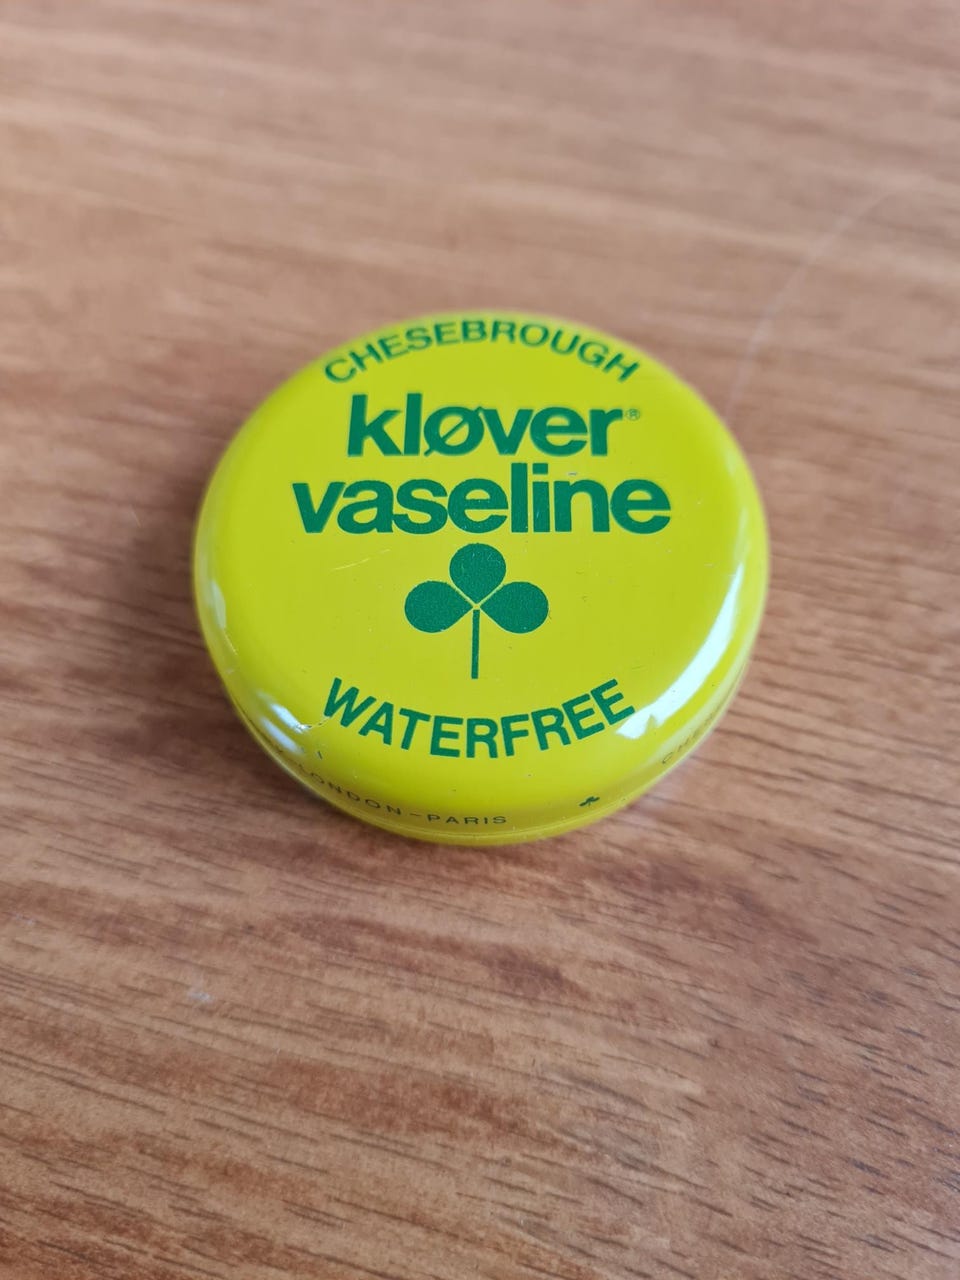 CHESEBROUGH
kløver®
vaseline
WATERFREE
LONDON-PARIS